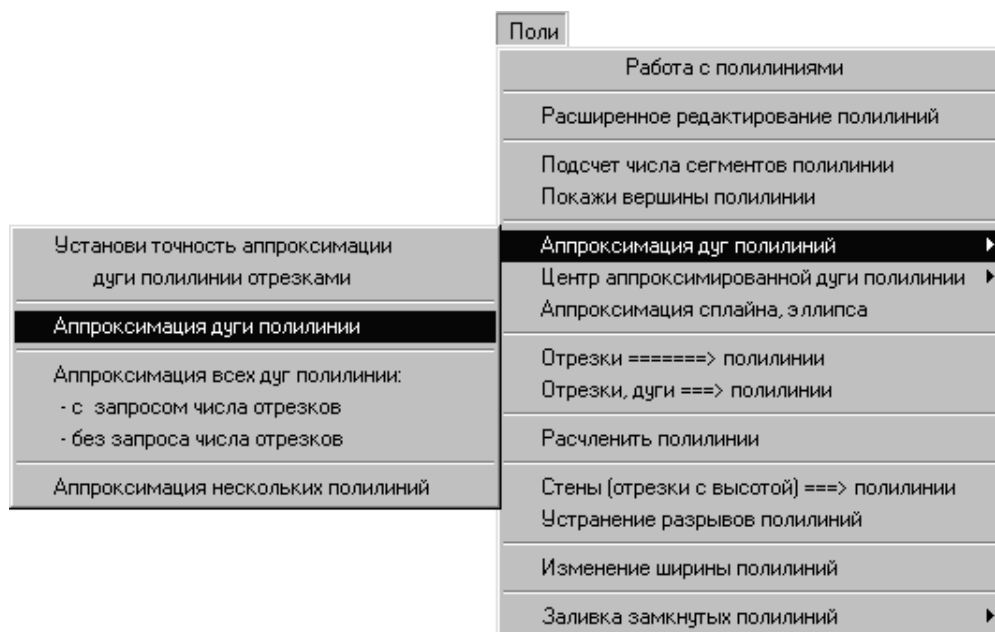 Поли
Работа с полилиниями
Расширенное редактирование полилиний
Подсчет числа сегментов полилинии
Покажи вершины полилинии
Аппроксимация дуг полилиний
Центр аппроксимированной дуги полилинии
Аппроксимация сплайна, эллипса
Отрезки =======> полилинии
Отрезки, дуги ===> полилинии
Расчленить полилинии
Стены (отрезки с высотой) ===> полилинии
Устранение разрывов полилиний
Изменение ширины полилиний
Заливка замкнутых полилиний
Установи точность аппроксимации
дуги полилинии отрезками
Аппроксимация дуги полилинии
Аппроксимация всех дуг полилинии:
- с запросом числа отрезков
- без запроса числа отрезков
Аппроксимация нескольких полилиний